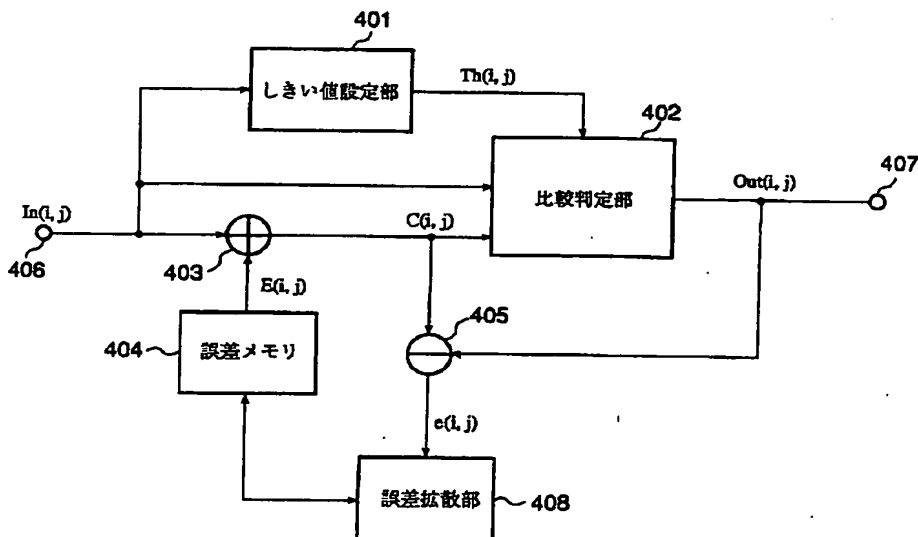 401
しきい値設定部
Th(i, j)
402
比較判定部
407
Out(i, j)
In(i, j)
406
403
C(i, j)
E(i, j)
404
誤差メモリ
405
e(i, j)
誤差拡散部
408